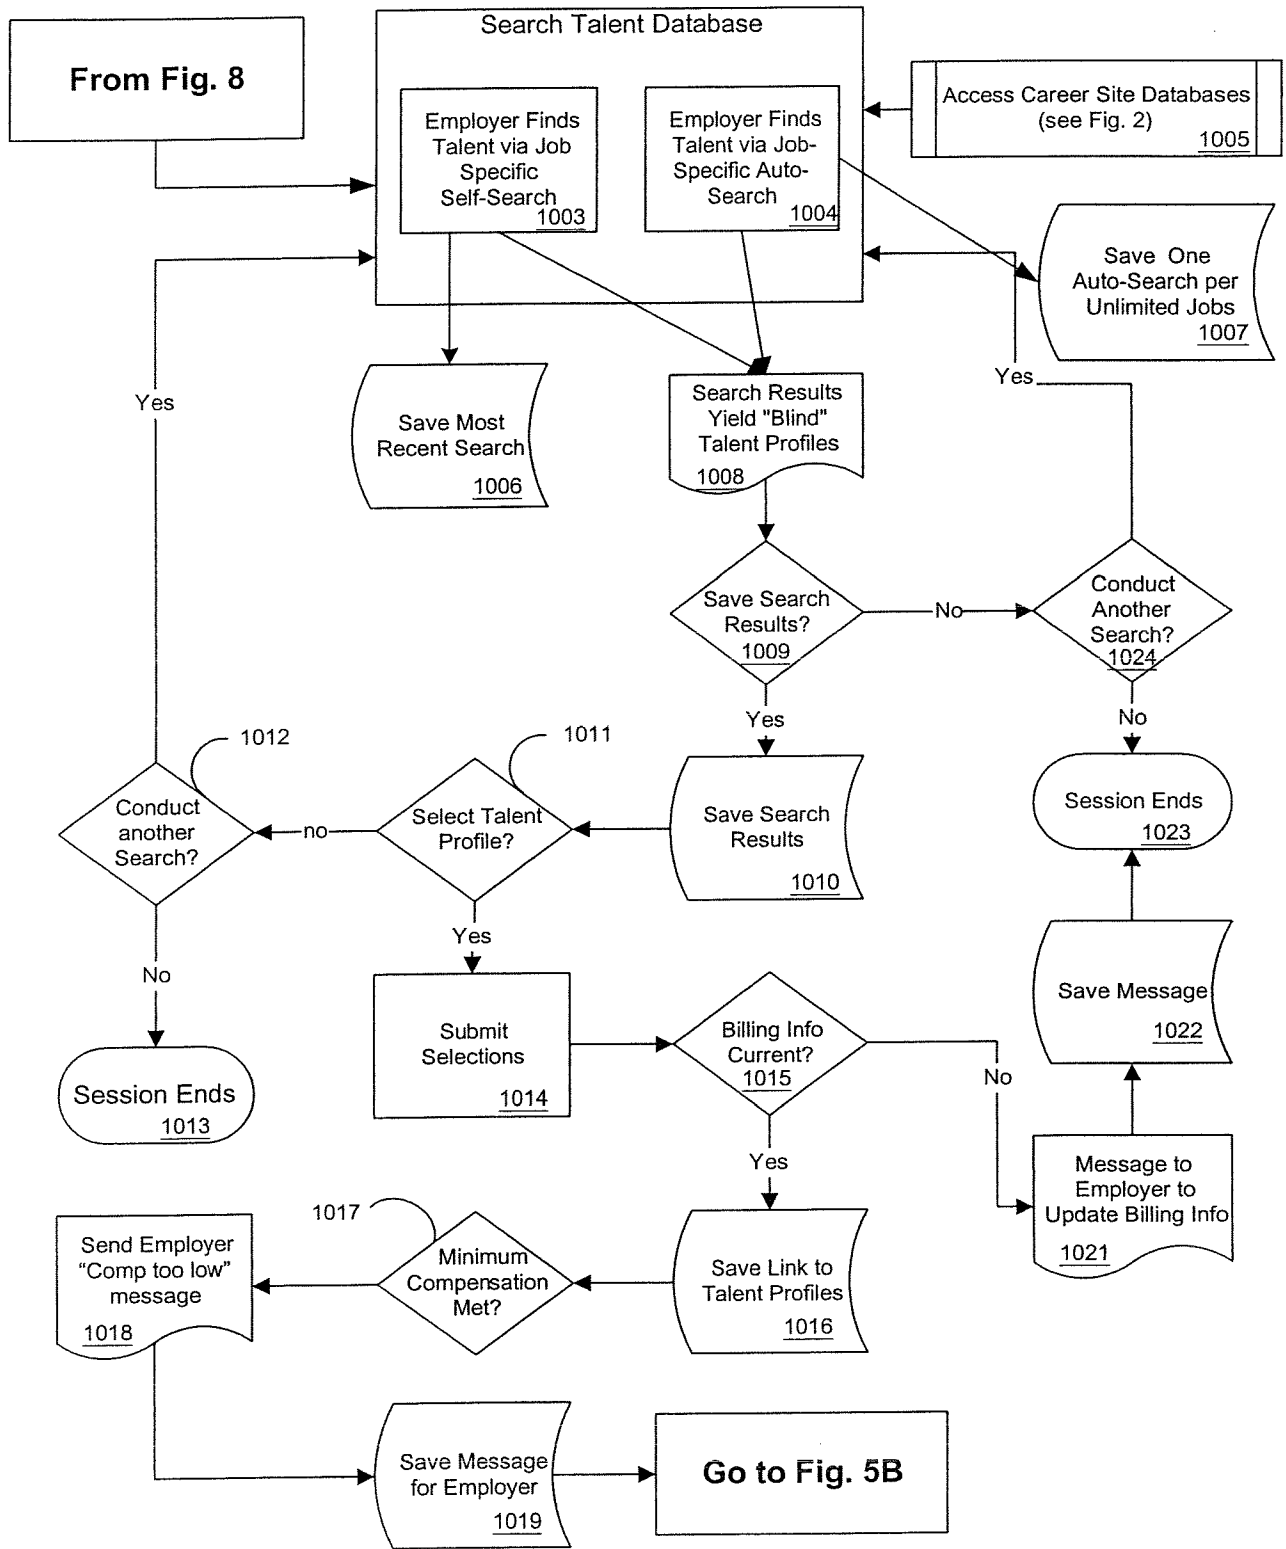 From Fig. 8
Search Talent Database
Employer Finds
Talent via Job
Specific
Self-Search
1003
Employer Finds
Talent via Job-
Specific Auto-
Search
1004
Access Career Site Databases
(see Fig. 2)
1005
Save One
Auto-Search per
Unlimited Jobs
1007
Yes
Save Most
Recent Search
1006
Search Results
Yield "Blind"
Talent Profiles
1008
Yes
Save Search
Results?
1009
No
Conduct
Another
Search?
1024
Yes
No
1012
1011
Conduct
another
Search?
no
Select Talent
Profile?
Save Search
Results
1010
Session Ends
1023
Yes
No
Submit
Selections
1014
Billing Info
Current?
1015
No
Save Message
1022
Session Ends
1013
Yes
Message to
Employer to
Update Billing Info
1021
1017
Send Employer
“Comp too low”
message
1018
Minimum
Compensation
Met?
Save Link to
Talent Profiles
1016
Save Message
for Employer
1019
Go to Fig. 5B